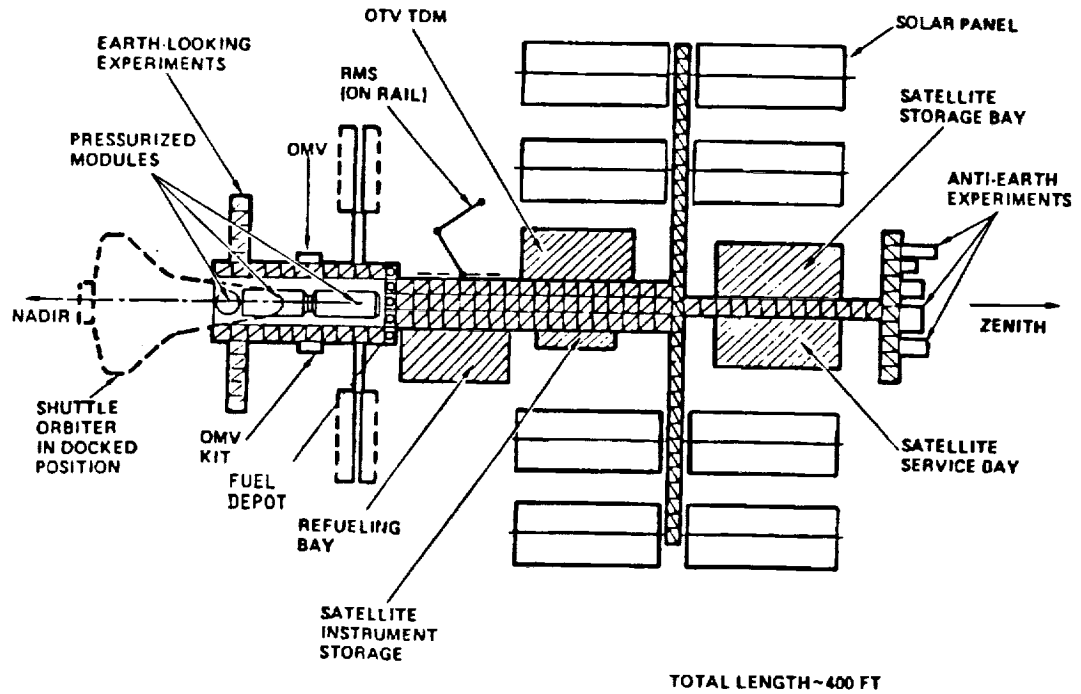 OTV TDM
SOLAR PANEL
EARTH-LOOKING
EXPERIMENTS
RMS
(ON RAIL)
SATELLITE
STORAGE BAY
PRESSURIZED
MODULES
OMV
ANTI-EARTH
EXPERIMENTS
NADIR
ZENITH
SHUTTLE
ORBITER
IN DOCKED
POSITION
OMV
KIT
FUEL
DEPOT
REFUELING
BAY
SATELLITE
SERVICE BAY
SATELLITE
INSTRUMENT
STORAGE
TOTAL LENGTH~400 FT